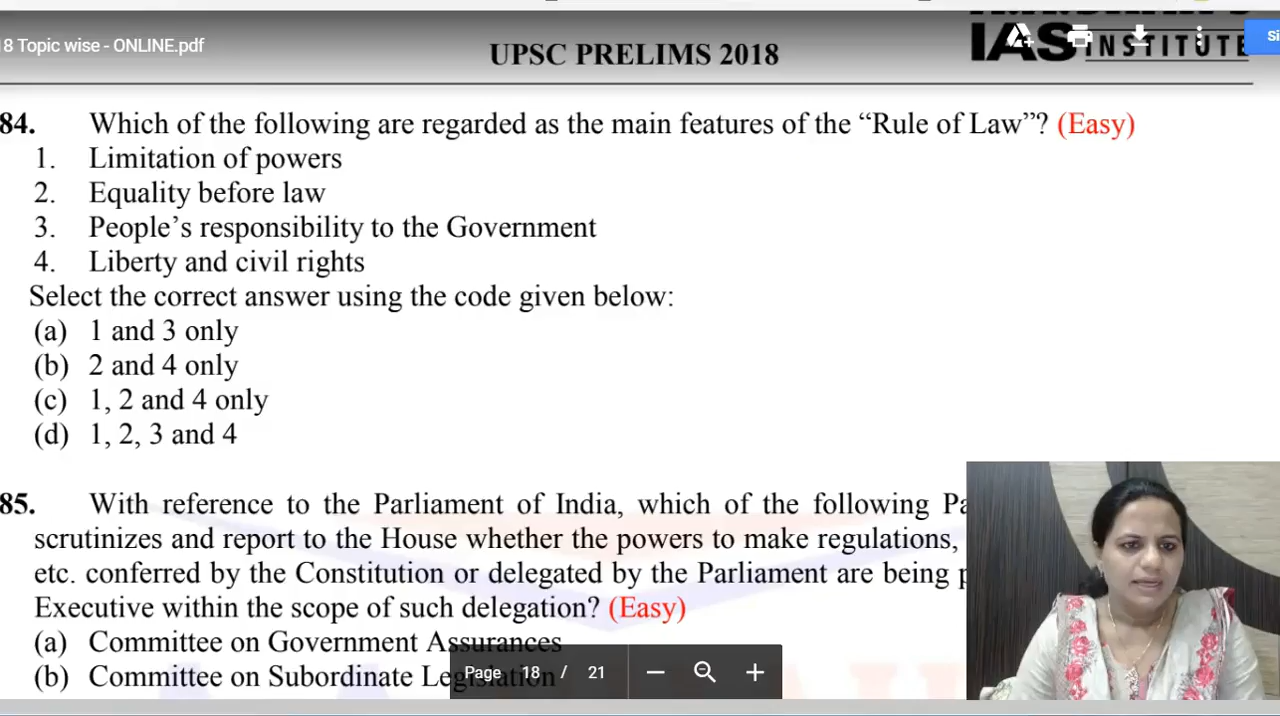 8 Topic wise - ONLINE.pdf
UPSC PRELIMS 2018
IAS INSTITUTE
Si
84. Which of the following are regarded as the main features of the “Rule of Law”? (Easy)
1. Limitation of powers
2. Equality before law
3. People’s responsibility to the Government
4. Liberty and civil rights
Select the correct answer using the code given below:
(a) 1 and 3 only
(b) 2 and 4 only
(c) 1, 2 and 4 only
(d) 1, 2, 3 and 4
85. With reference to the Parliament of India, which of the following Pa
scrutinizes and report to the House whether the powers to make regulations,
etc. conferred by the Constitution or delegated by the Parliament are being p
Executive within the scope of such delegation? (Easy)
(a) Committee on Government Assurances
(b) Committee on Subordinate Legislation
Page 18 / 21